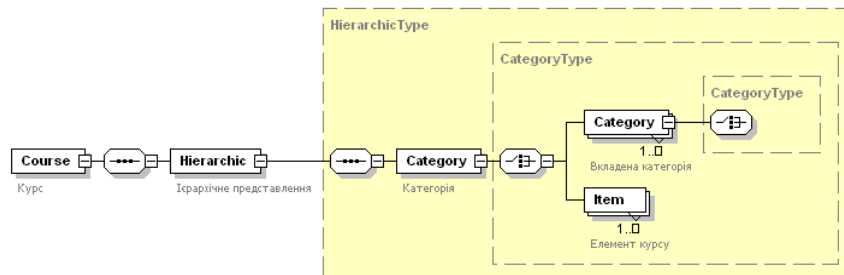 HierarchicType
CategoryType
CategoryType
Category
1..
Вкладена категорія
Course
Hierarchic
Category
Курс
Ієрархічне представлення
Категорія
Item
1..
Елемент курсу